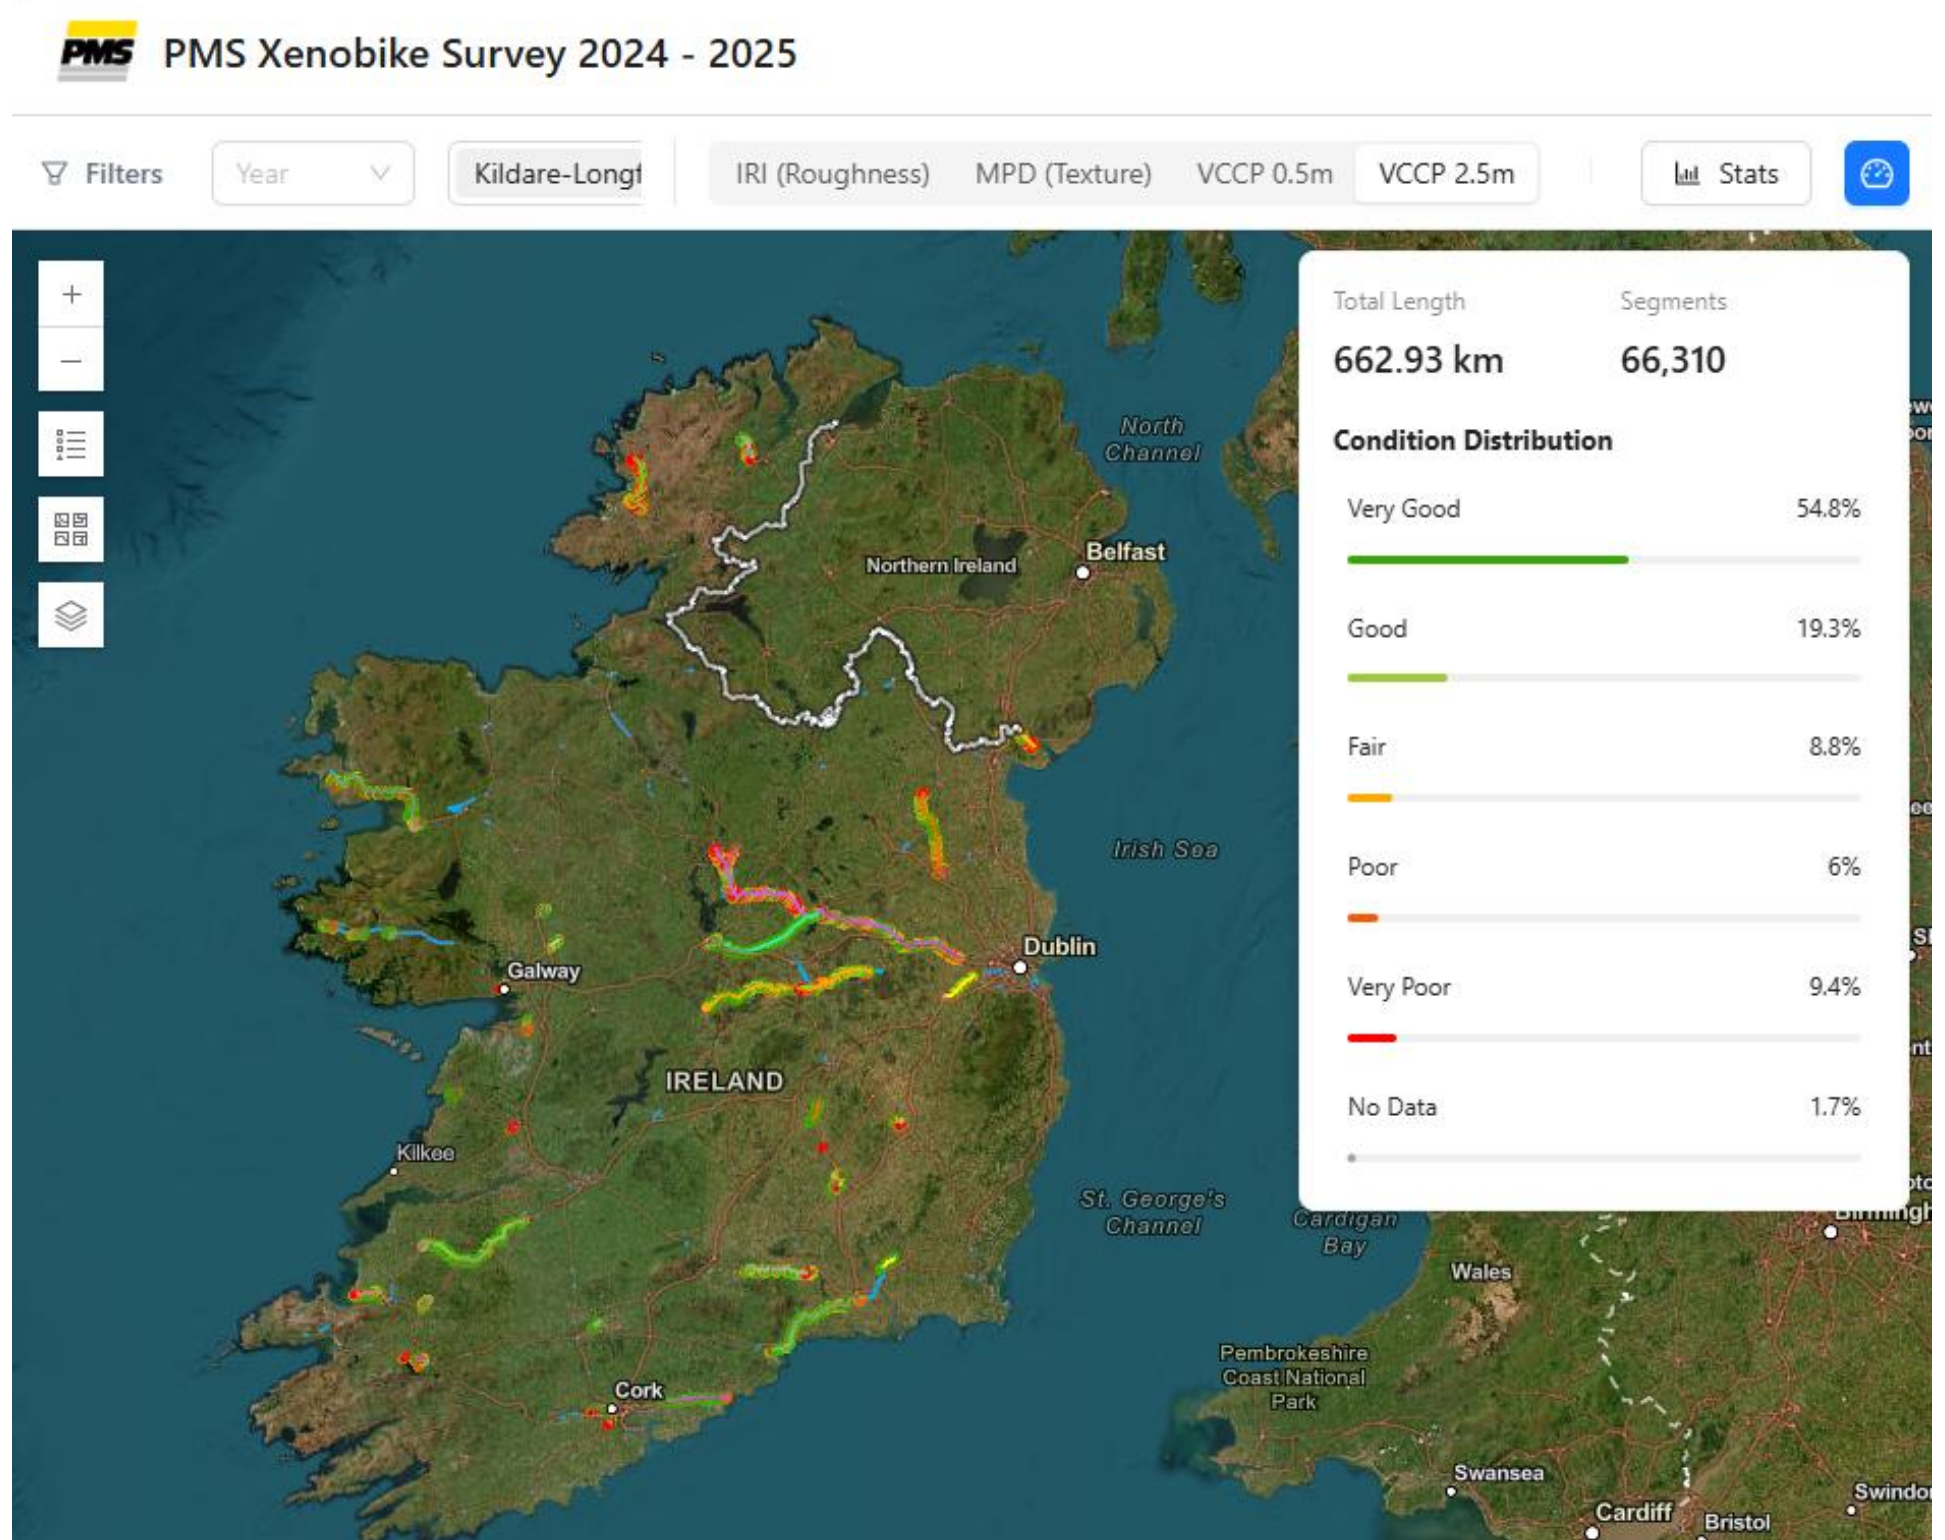 PMS PMS Xenobike Survey 2024 - 2025
Filters Year Kildare-Longf IRI (Roughness) MPD (Texture) VCCP 0.5m VCCP 2.5m Stats
Total Length Segments
662.93 km 66,310
Condition Distribution
Very Good 54.8%
Good 19.3%
Fair 8.8%
Poor 6%
Very Poor 9.4%
No Data 1.7%
North
Channel
Belfast
Northern Ireland
Irish Sea
Dublin
Galway
IRELAND
Kilkee
St. George's
Channel
Cardigan
Bay
Wales
Pembrokeshire
Coast National
Park
Cork
Swansea
Cardiff
Bristol